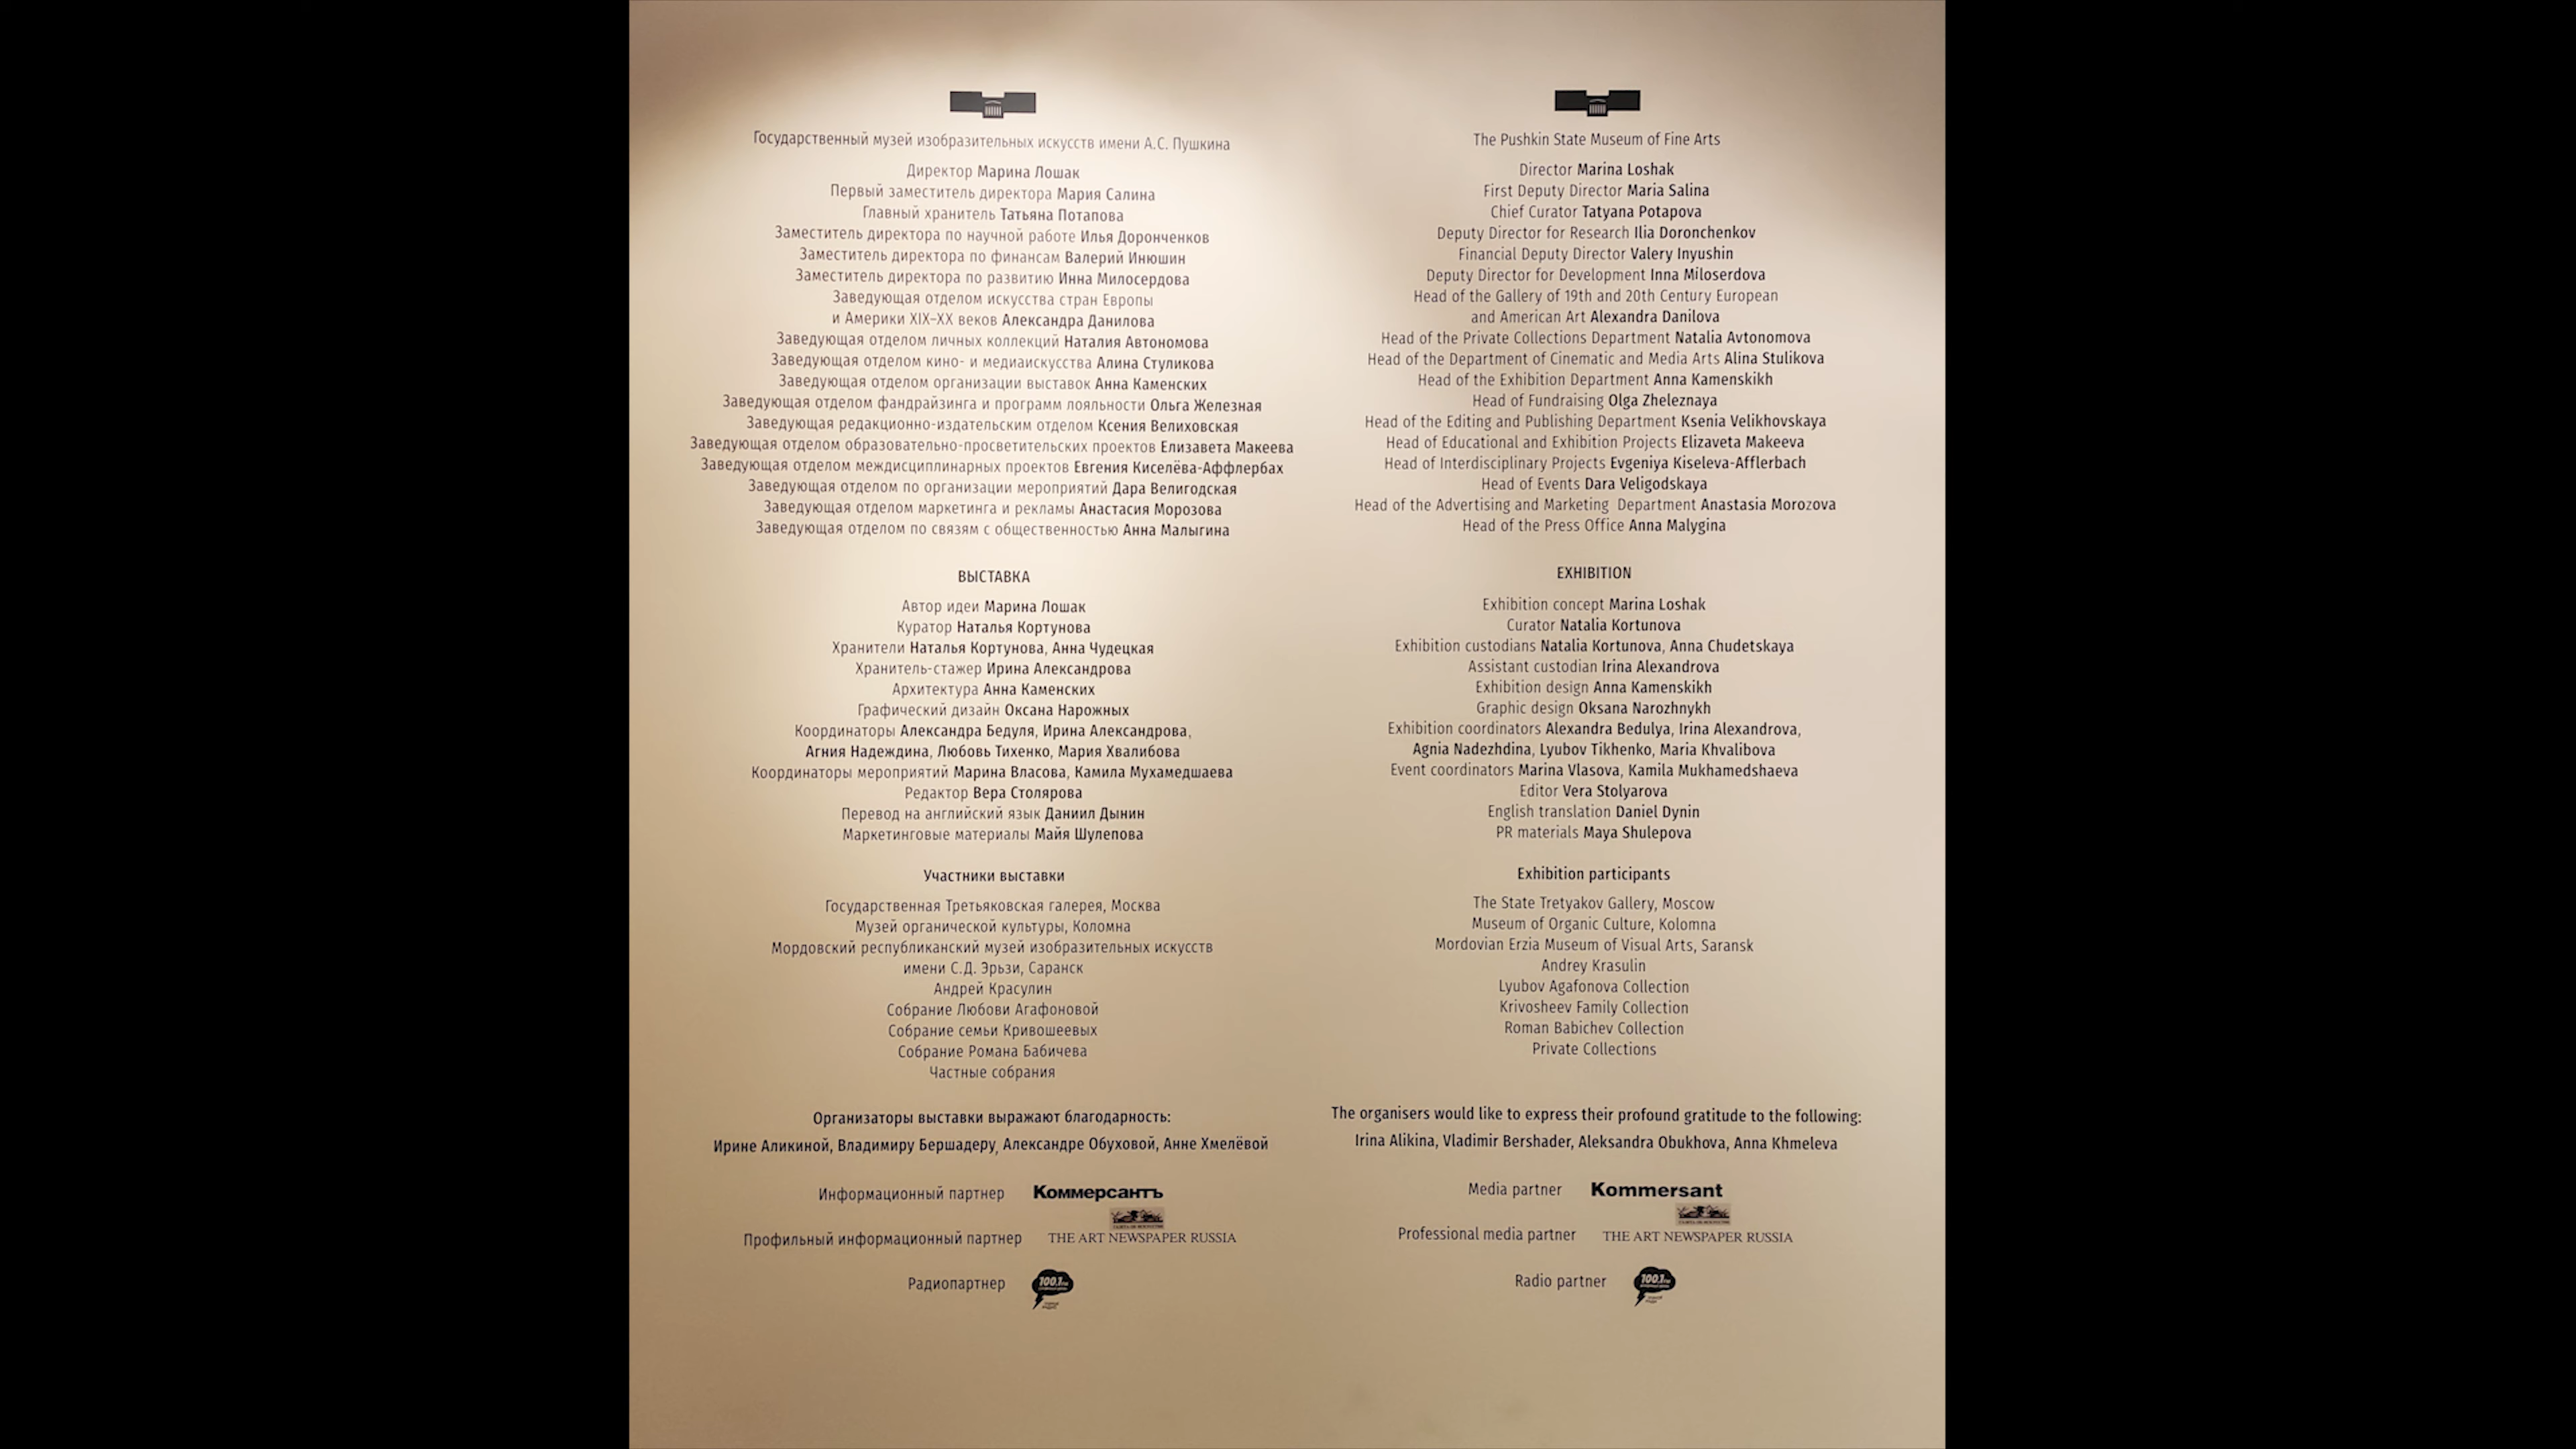 Государственный музей изобразительных искусств имени А.С. Пушкина
Директор Марина Лошак
Первый заместитель директора Мария Салина
Главный хранитель Татьяна Потапова
Заместитель директора по научной работе Илья Доронченков
Заместитель директора по финансам Валерий Инюшин
Заместитель директора по развитию Инна Милосердова
Заведующая отделом искусства стран Европы
и Америки XIX–XX веков Александра Данилова
Заведующая отделом личных коллекций Наталия Автономова
Заведующая отделом кино- и медиаискусства Алина Стуликова
Заведующая отделом организации выставок Анна Каменских
Заведующая отделом фандрайзинга и программ лояльности Ольга Железная
Заведующая редакционно-издательским отделом Ксения Велиховская
Заведующая отделом образовательно-просветительских проектов Елизавета Макеева
Заведующая отделом междисциплинарных проектов Евгения Киселёва-Аффлербах
Заведующая отделом по организации мероприятий Дара Велигодская
Заведующая отделом маркетинга и рекламы Анастасия Морозова
Заведующая отделом по связям с общественностью Анна Малыгина
ВЫСТАВКА
Автор идеи Марина Лошак
Куратор Наталья Кортунова
Хранители Наталья Кортунова, Анна Чудецкая
Хранитель-стажер Ирина Александрова
Архитектура Анна Каменских
Графический дизайн Оксана Нарожных
Координаторы Александра Бедуля, Ирина Александрова,
Агния Надеждина, Любовь Тихенко, Мария Хвалибова
Координаторы мероприятий Марина Власова, Камила Мухамедшаева
Редактор Вера Столярова
Перевод на английский язык Даниил Дынин
Маркетинговые материалы Майя Шулепова
Участники выставки
Государственная Третьяковская галерея, Москва
Музей органической культуры, Коломна
Мордовский республиканский музей изобразительных искусств
имени С.Д. Эрьзи, Саранск
Андрей Красулин
Собрание Любови Агафоновой
Собрание семьи Кривошеевых
Собрание Романа Бабичева
Частные собрания
Организаторы выставки выражают благодарность:
Ирине Аликиной, Владимиру Бершадеру, Александре Обуховой, Анне Хмелёвой
Информационный партнер Коммерсантъ
Профильный информационный партнер THE ART NEWSPAPER RUSSIA
Радиопартнер 100.1 FM
The Pushkin State Museum of Fine Arts
Director Marina Loshak
First Deputy Director Maria Salina
Chief Curator Tatyana Potapova
Deputy Director for Research Ilia Doronchenkov
Financial Deputy Director Valery Inyushin
Deputy Director for Development Inna Miloserdova
Head of the Gallery of 19th and 20th Century European
and American Art Alexandra Danilova
Head of the Private Collections Department Natalia Avtonomova
Head of the Department of Cinematic and Media Arts Alina Stulikova
Head of the Exhibition Department Anna Kamenskikh
Head of Fundraising Olga Zheleznaya
Head of the Editing and Publishing Department Ksenia Velikhovskaya
Head of Educational and Exhibition Projects Elizaveta Makeeva
Head of Interdisciplinary Projects Evgeniya Kiseleva-Afflerbach
Head of Events Dara Veligodskaya
Head of the Advertising and Marketing Department Anastasia Morozova
Head of the Press Office Anna Malygina
EXHIBITION
Exhibition concept Marina Loshak
Curator Natalia Kortunova
Exhibition custodians Natalia Kortunova, Anna Chudetskaya
Assistant custodian Irina Alexandrova
Exhibition design Anna Kamenskikh
Graphic design Oksana Narozhnykh
Exhibition coordinators Alexandra Bedulya, Irina Alexandrova,
Agnia Nadezhdina, Lyubov Tikhenko, Maria Khvalibova
Event coordinators Marina Vlasova, Kamila Mukhamedshaeva
Editor Vera Stolyarova
English translation Daniel Dynin
PR materials Maya Shulepova
Exhibition participants
The State Tretyakov Gallery, Moscow
Museum of Organic Culture, Kolomna
Mordovian Erzia Museum of Visual Arts, Saransk
Andrey Krasulin
Lyubov Agafonova Collection
Krivosheev Family Collection
Roman Babichev Collection
Private Collections
The organisers would like to express their profound gratitude to the following:
Irina Alikina, Vladimir Bershader, Aleksandra Obukhova, Anna Khmeleva
Media partner Kommersant
Professional media partner THE ART NEWSPAPER RUSSIA
Radio partner 100.1 FM